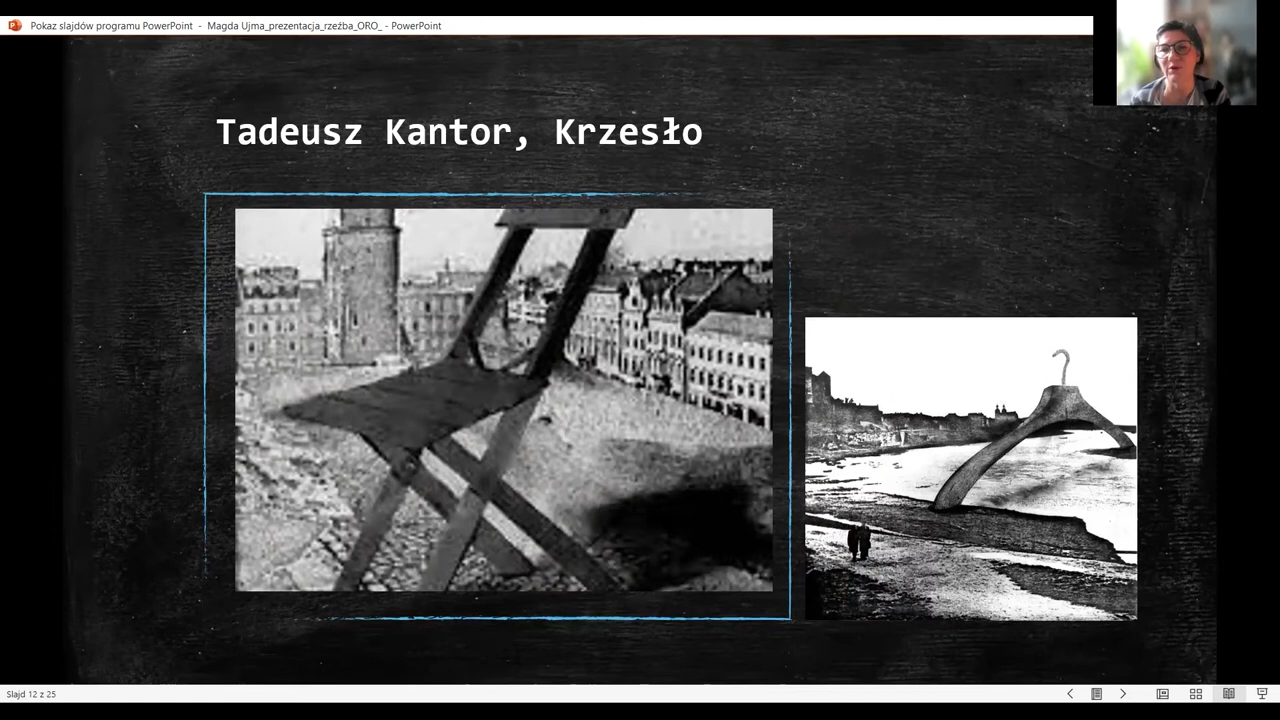 Pokaz slajdów programu PowerPoint - Magda Ujma_prezentacja_rzeźba_ORO_ - PowerPoint
Tadeusz Kantor, Krzesło
Slajd 12 z 25